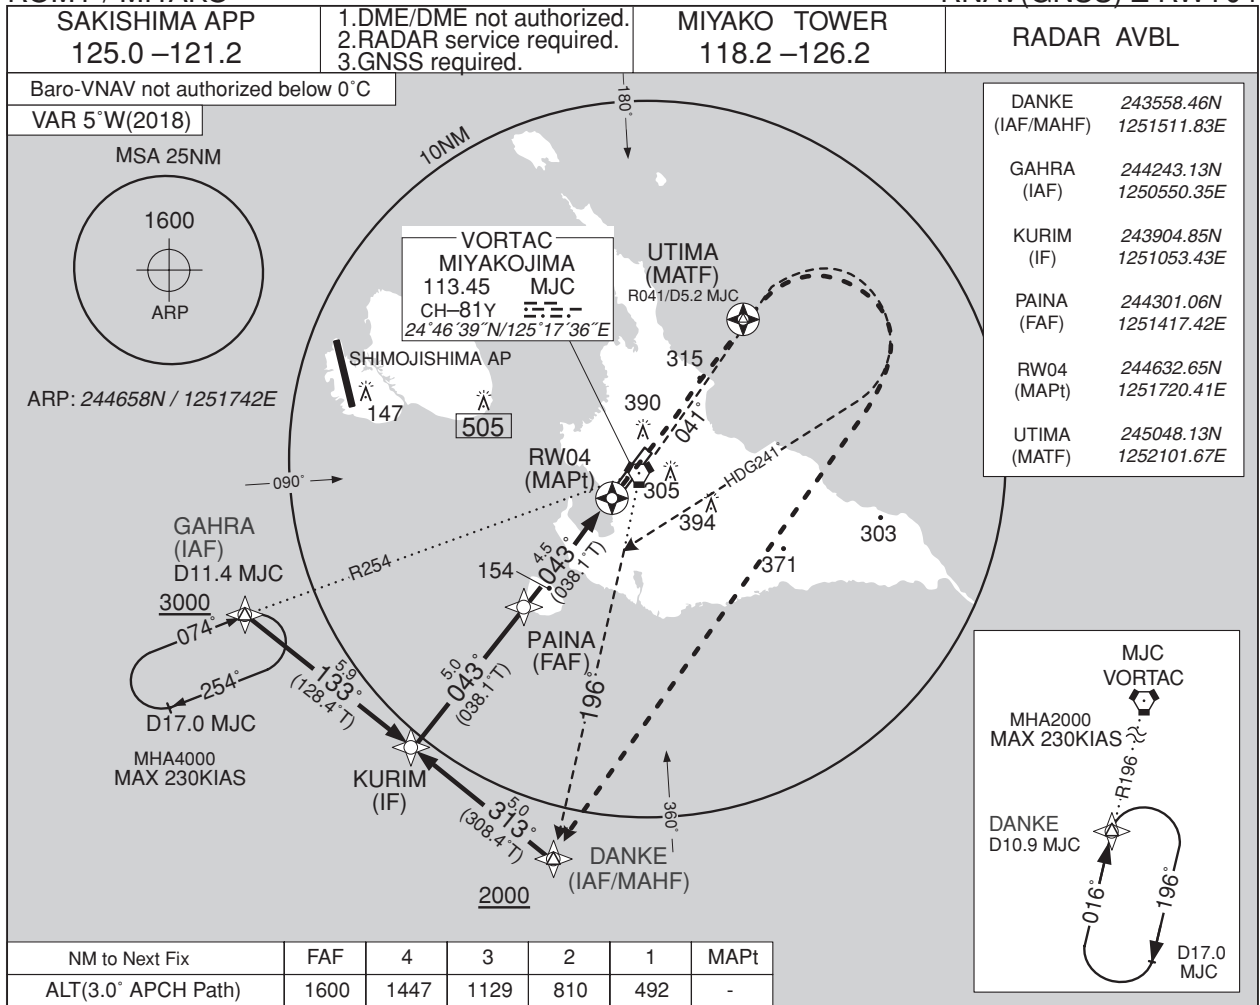 SAKISHIMA APP
125.0 –121.2
1.DME/DME not authorized.
2.RADAR service required.
3.GNSS required.
MIYAKO TOWER
118.2 –126.2
RADAR AVBL
Baro-VNAV not authorized below 0°C
VAR 5°W(2018)
MSA 25NM
1600
ARP
ARP: 244658N / 1251742E
10NM
180°
090°
360°
DANKE 243558.46N
(IAF/MAHF) 1251511.83E
GAHRA 244243.13N
(IAF) 1250550.35E
KURIM 243904.85N
(IF) 1251053.43E
PAINA 244301.06N
(FAF) 1251417.42E
RW04 244632.65N
(MAPt) 1251720.41E
UTIMA 245048.13N
(MATF) 1252101.67E
VORTAC
MIYAKOJIMA
113.45 MJC
CH–81Y
24°46´39˝N/125°17´36˝E
UTIMA
(MATF)
R041/D5.2 MJC
SHIMOJISHIMA AP
147
505
315
390
041°
305
394
HDG241°
303
371
RW04
(MAPt)
GAHRA
(IAF)
D11.4 MJC
3000
R254
074°
254°
D17.0 MJC
MHA4000
MAX 230KIAS
5.9
133°
(128.4°T)
154
4.5
043°
(038.1°T)
PAINA
(FAF)
5.0
043°
(038.1°T)
196°
KURIM
(IF)
5.0
313°
(308.4°T)
DANKE
(IAF/MAHF)
2000
MJC
VORTAC
MHA2000
MAX 230KIAS
R196
DANKE
D10.9 MJC
016°
196°
D17.0
MJC
NM to Next Fix FAF 4 3 2 1 MAPt
ALT(3.0° APCH Path) 1600 1447 1129 810 492 -